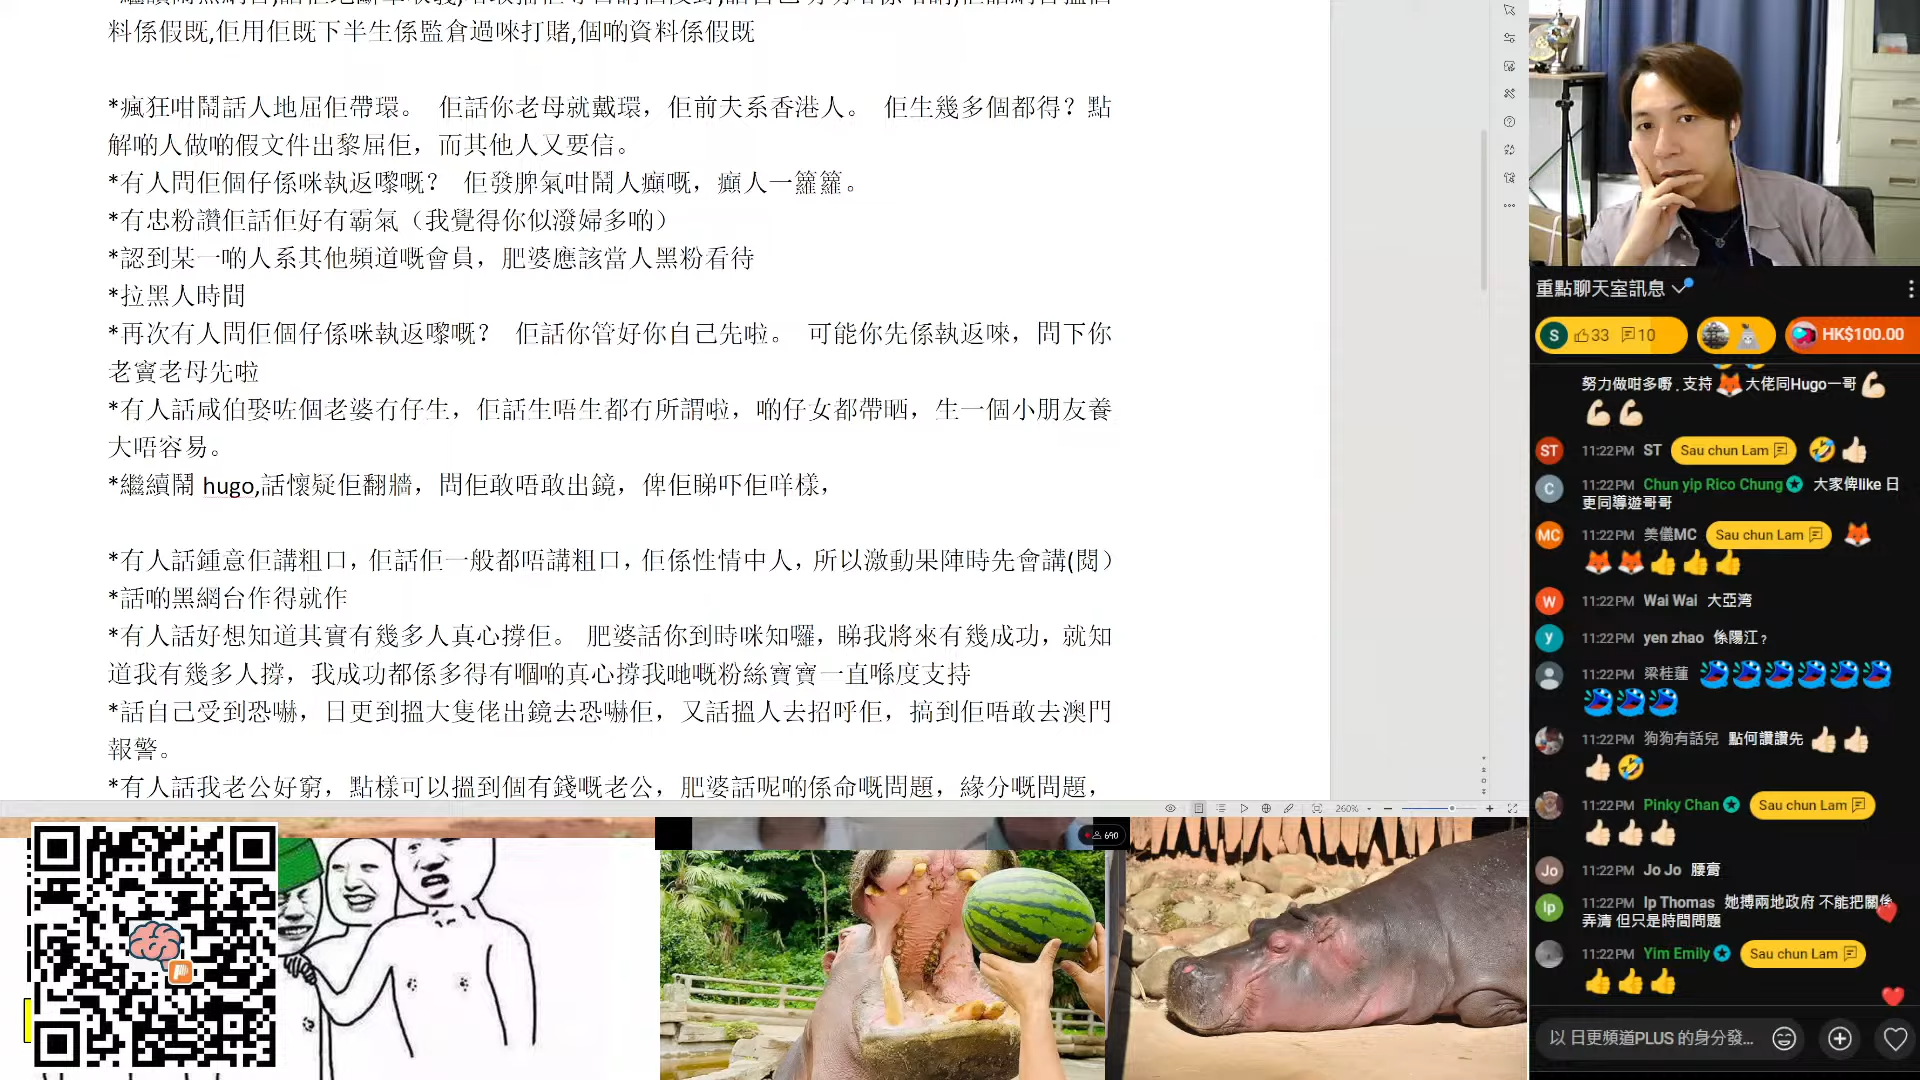 料係假既,佢用佢既下半生係監倉過唻打賭,個啲資料係假既
*瘋狂咁鬧話人地屈佢帶環。 佢話你老母就戴環，佢前夫系香港人。 佢生幾多個都得？點
解啲人做啲假文件出黎屈佢，而其他人又要信。
*有人問佢個仔係咪執返嚟嘅？ 佢發脾氣咁鬧人癲嘅，癲人一籮籮。
*有忠粉讚佢話佢好有霸氣（我覺得你似潑婦多啲）
*認到某一啲人系其他頻道嘅會員，肥婆應該當人黑粉看待
*拉黑人時間
*再次有人問佢個仔係咪執返嚟嘅？ 佢話你管好你自己先啦。 可能你先係執返唻，問下你
老竇老母先啦
*有人話咸伯娶咗個老婆冇仔生，佢話生唔生都冇所謂啦，啲仔女都帶晒，生一個小朋友養
大唔容易。
*繼續鬧 hugo,話懷疑佢翻牆，問佢敢唔敢出鏡，俾佢睇吓佢咩樣，
*有人話鍾意佢講粗口，佢話佢一般都唔講粗口，佢係性情中人，所以激動果陣時先會講(閱）
*話啲黑網台作得就作
*有人話好想知道其實有幾多人真心撐佢。 肥婆話你到時咪知囉，睇我將來有幾成功，就知
道我有幾多人撐，我成功都係多得有嗰啲真心撐我哋嘅粉絲寶寶一直喺度支持
*話自己受到恐嚇，日更到搵大隻佬出鏡去恐嚇佢，又話搵人去招呼佢，搞到佢唔敢去澳門
報警。
*有人話我老公好窮，點樣可以搵到個有錢嘅老公，肥婆話呢啲係命嘅問題，緣分嘅問題，
260%
690
重點聊天室訊息
S 33 10
HK$100.00
努力做咁多嘢 . 支持 🦊 大佬同Hugo一哥 💪🏻
💪🏻 💪🏻
ST 11:22 PM ST Sau chun Lam 🤣 👍🏻
C 11:22 PM Chun yip Rico Chung 大家俾like 日
更同導遊哥哥
MC 11:22 PM 美儀MC Sau chun Lam 🦊
🦊 🦊 👍 👍 👍
W 11:22 PM Wai Wai 大亞湾
y 11:22 PM yen zhao 係陽江?
11:22 PM 梁桂蓮
11:22 PM 狗狗有話兒 點何讚讚先 👍🏻 👍🏻
👍🏻 🤣
11:22 PM Pinky Chan Sau chun Lam
👍🏻 👍🏻 👍🏻
Jo 11:22 PM Jo Jo 腰膏
Ip 11:22 PM Ip Thomas 她搏兩地政府 不能把關係
弄清 但只是時間問題
11:22 PM Yim Emily Sau chun Lam
👍 👍 👍
以 日更頻道PLUS 的身分發...